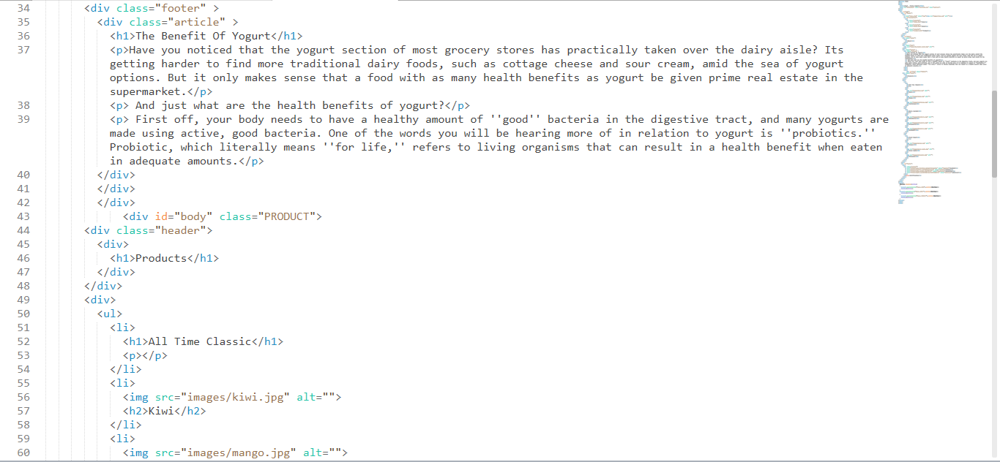 34 <div class="footer" >
35 <div class="article" >
36 <h1>The Benefit Of Yogurt</h1>
37 <p>Have you noticed that the yogurt section of most grocery stores has practically taken over the dairy aisle? Its
getting harder to find more traditional dairy foods, such as cottage cheese and sour cream, amid the sea of yogurt
options. But it only makes sense that a food with as many health benefits as yogurt be given prime real estate in the
supermarket.</p>
38 <p> And just what are the health benefits of yogurt?</p>
39 <p> First off, your body needs to have a healthy amount of ''good'' bacteria in the digestive tract, and many yogurts are
made using active, good bacteria. One of the words you will be hearing more of in relation to yogurt is ''probiotics.''
Probiotic, which literally means ''for life,'' refers to living organisms that can result in a health benefit when eaten
in adequate amounts.</p>
40 </div>
41 </div>
42 </div>
43 <div id="body" class="PRODUCT">
44 <div class="header">
45 <div>
46 <h1>Products</h1>
47 </div>
48 </div>
49 <div>
50 <ul>
51 <li>
52 <h1>All Time Classic</h1>
53 <p></p>
54 </li>
55 <li>
56 <img src="images/kiwi.jpg" alt="">
57 <h2>Kiwi</h2>
58 </li>
59 <li>
60 <img src="images/mango.jpg" alt="">